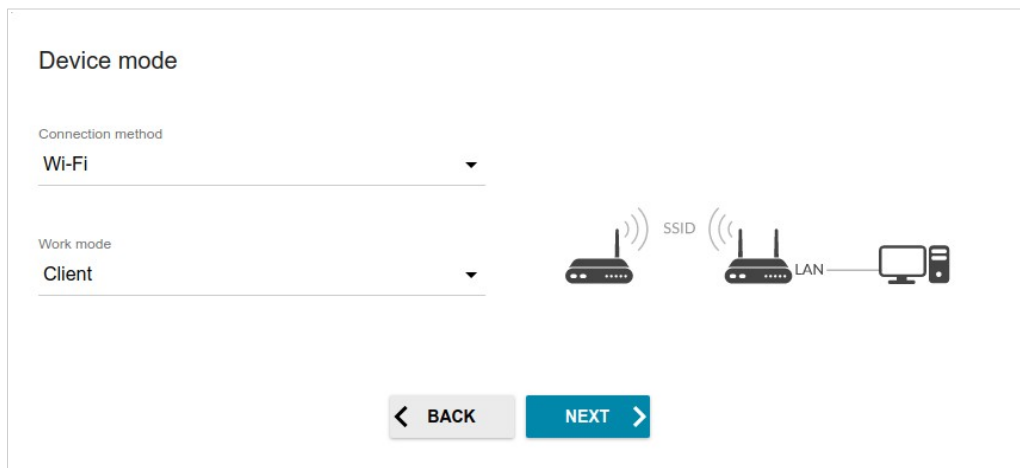 Device mode
Connection method
Wi-Fi
Work mode
Client
SSID
LAN
BACK
NEXT